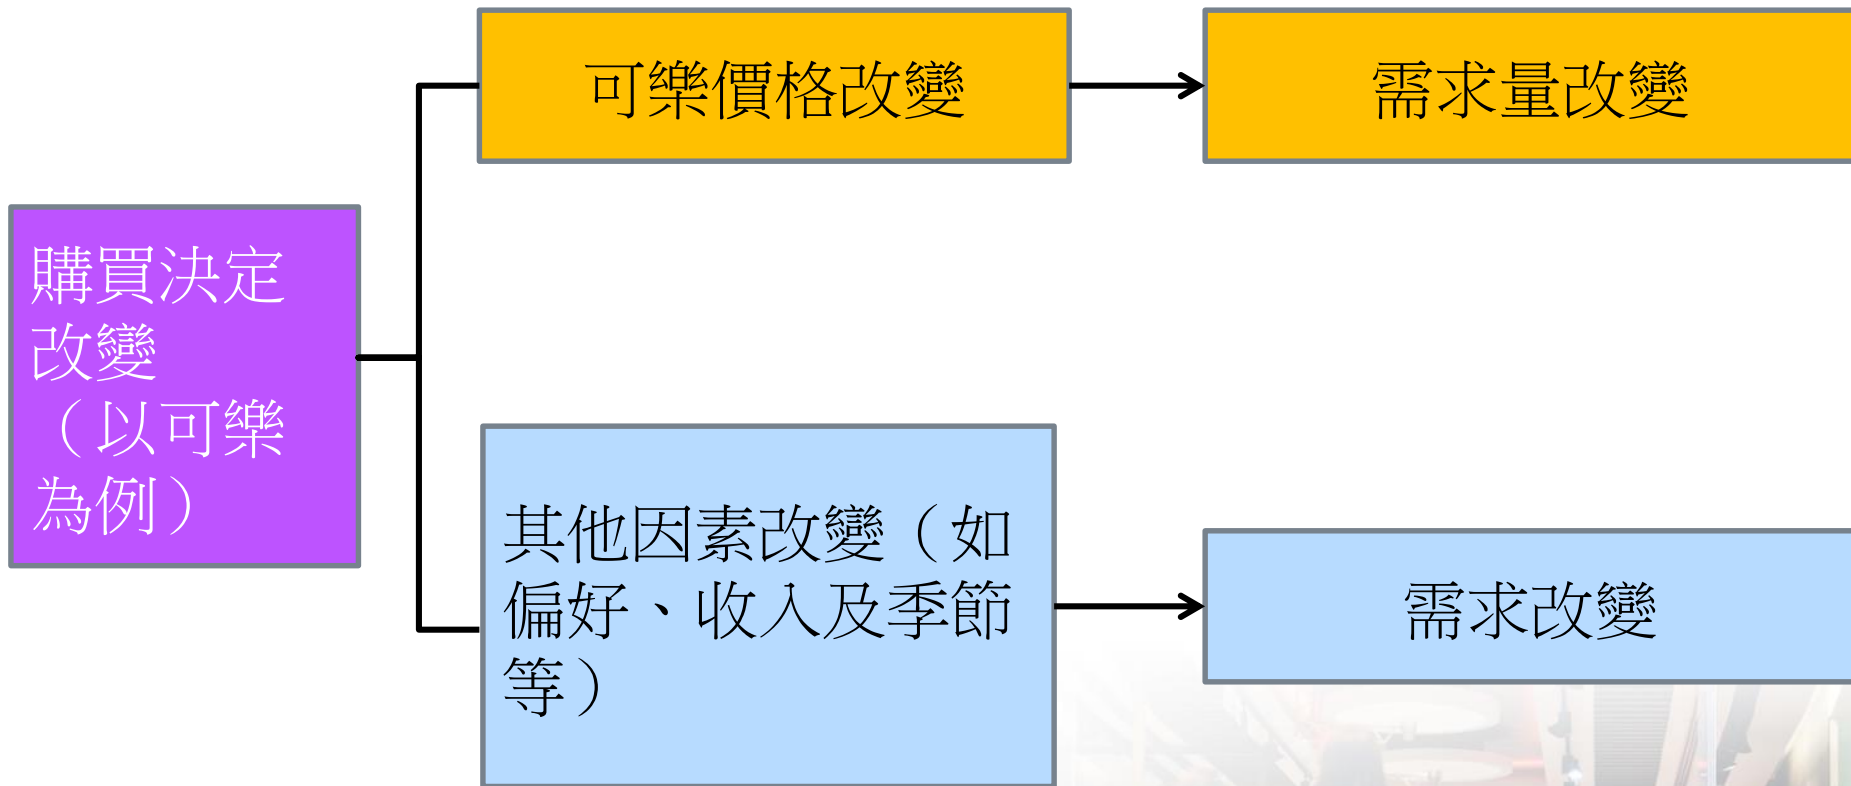 可樂價格改變
需求量改變
購買決定
改變
（以可樂
為例）
其他因素改變（如
偏好、收入及季節
等）
需求改變